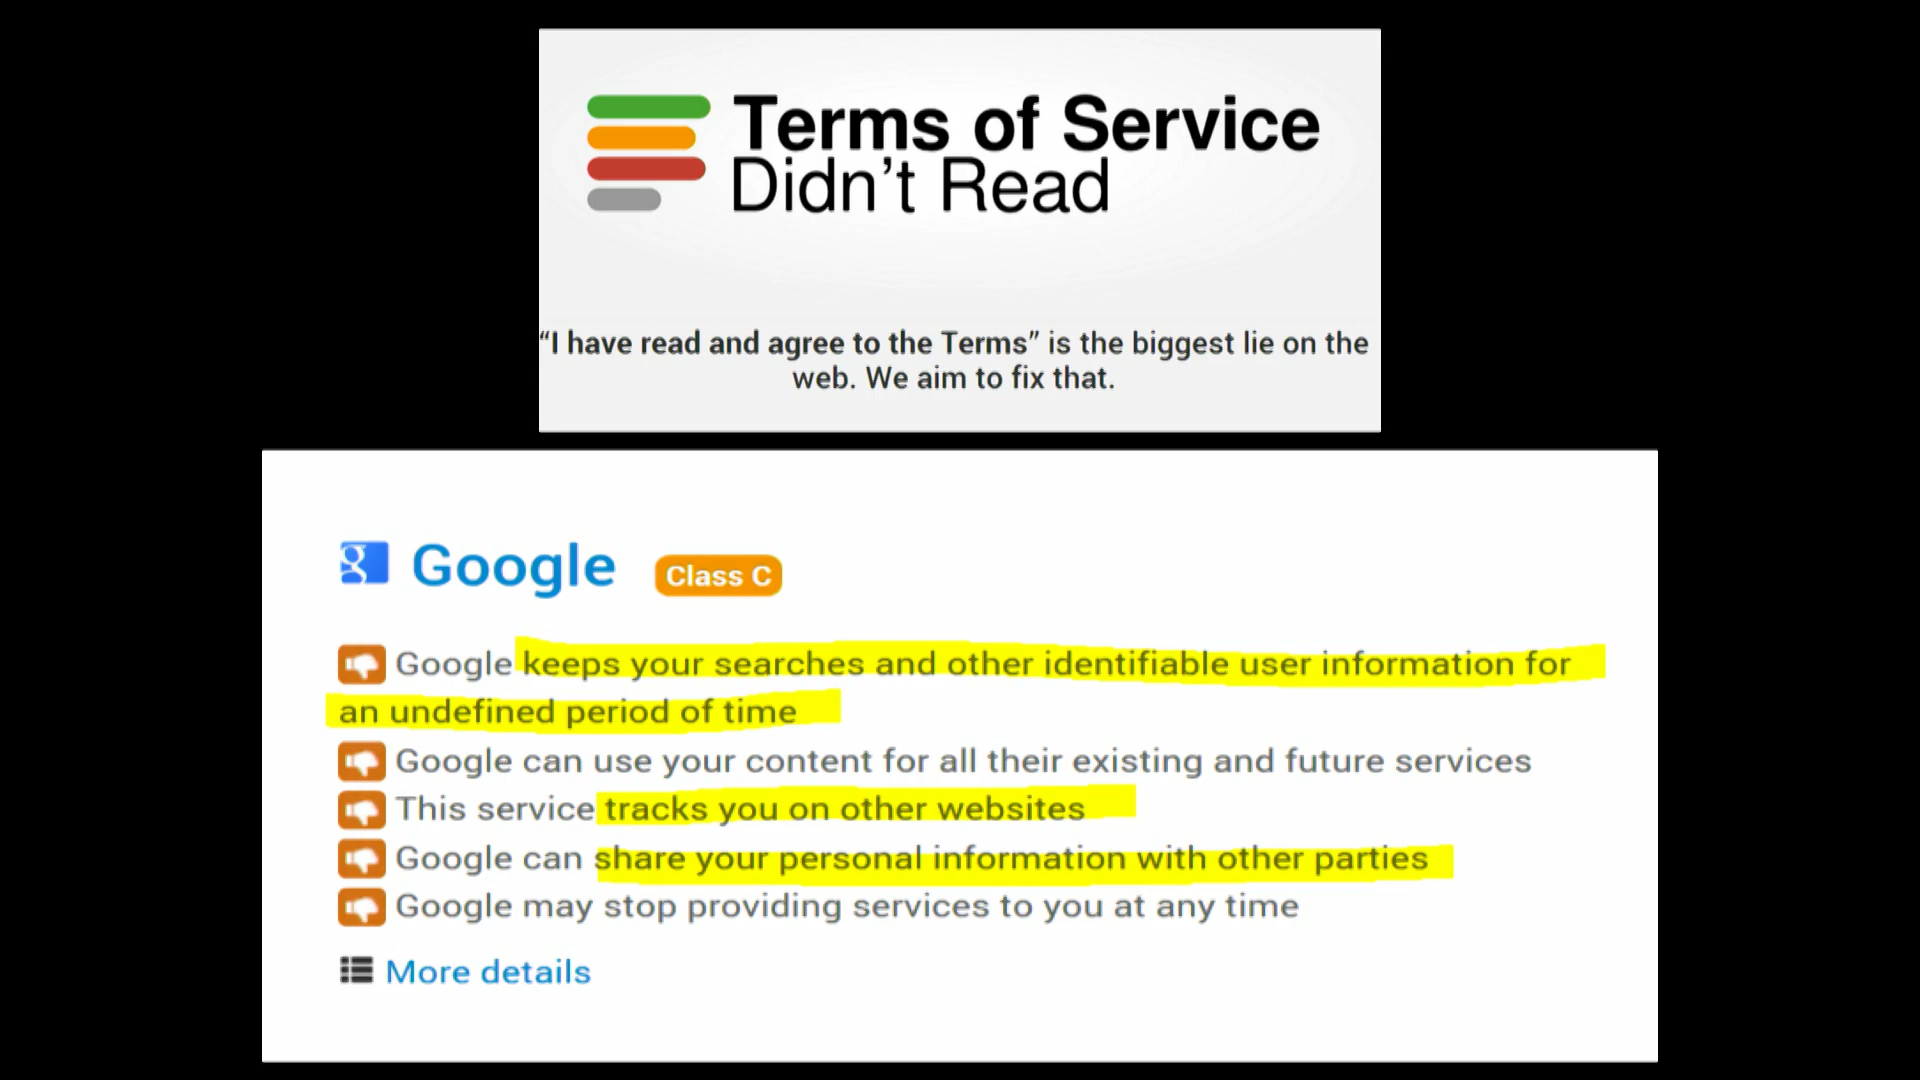 Terms of Service
Didn’t Read
“I have read and agree to the Terms” is the biggest lie on the
web. We aim to fix that.
g Google Class C
Google keeps your searches and other identifiable user information for
an undefined period of time
Google can use your content for all their existing and future services
This service tracks you on other websites
Google can share your personal information with other parties
Google may stop providing services to you at any time
More details